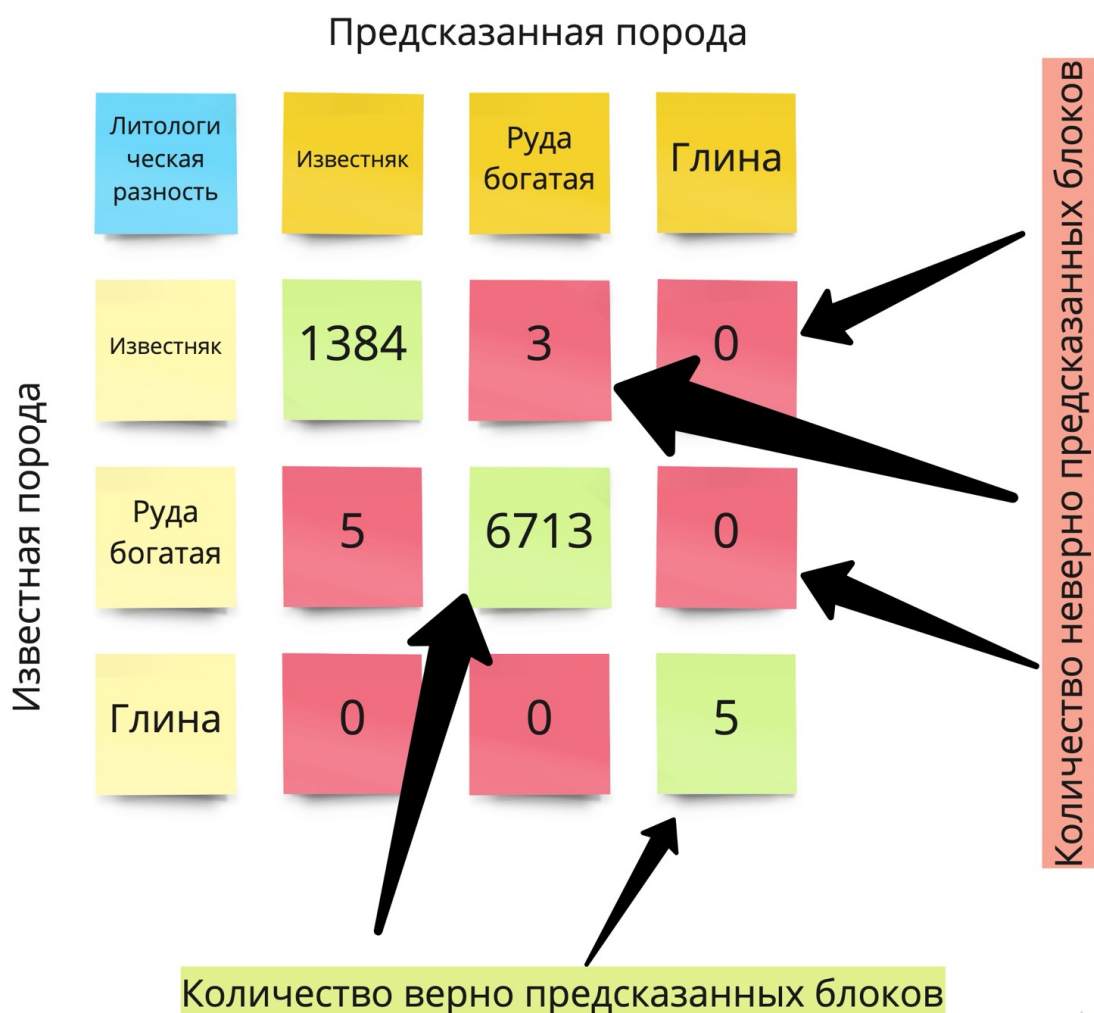 Предсказанная порода
Литологи
ческая
разность
Известняк
Руда
богатая
Глина
Известняк
1384
3
0
Руда
богатая
5
6713
0
Глина
0
0
5
Известная порода
Количество неверно предсказанных блоков
Количество верно предсказанных блоков